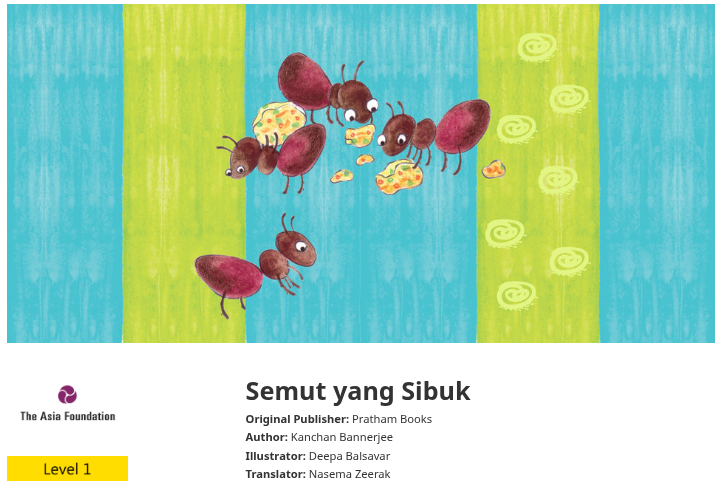 Semut yang Sibuk
Original Publisher: Pratham Books
Author: Kanchan Bannerjee
Illustrator: Deepa Balsavar
Translator: Nasema Zeerak
The Asia Foundation
Level 1